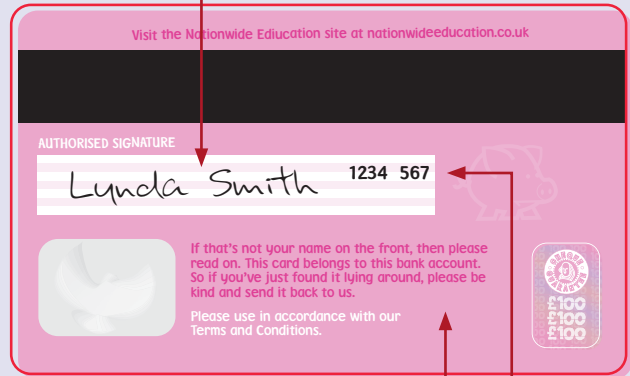 Visit the Nationwide Ediucation site at nationwideeducation.co.uk
AUTHORISED SIGNATURE
Lynda Smith 1234 567
If that's not your name on the front, then please
read on. This card belongs to this bank account.
So if you've just found it lying around, please be
kind and send it back to us.
Please use in accordance with our
Terms and Conditions.
£100
£100
£100